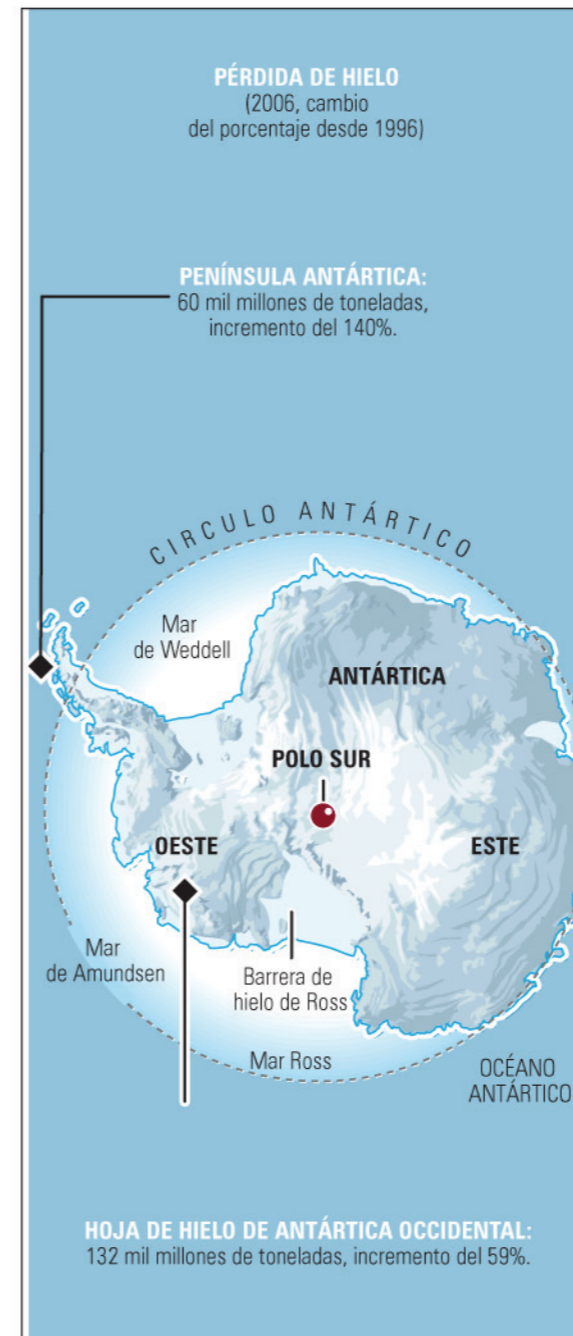 PÉRDIDA DE HIELO
(2006, cambio
del porcentaje desde 1996)
PENÍNSULA ANTÁRTICA:
60 mil millones de toneladas,
incremento del 140%.
CIRCULO ANTÁRTICO
Mar
de Weddell
ANTÁRTICA
POLO SUR
OESTE
ESTE
Mar
de Amundsen
Barrera de
hielo de Ross
Mar Ross
OCÉANO
ANTÁRTICO
HOJA DE HIELO DE ANTÁRTICA OCCIDENTAL:
132 mil millones de toneladas, incremento del 59%.